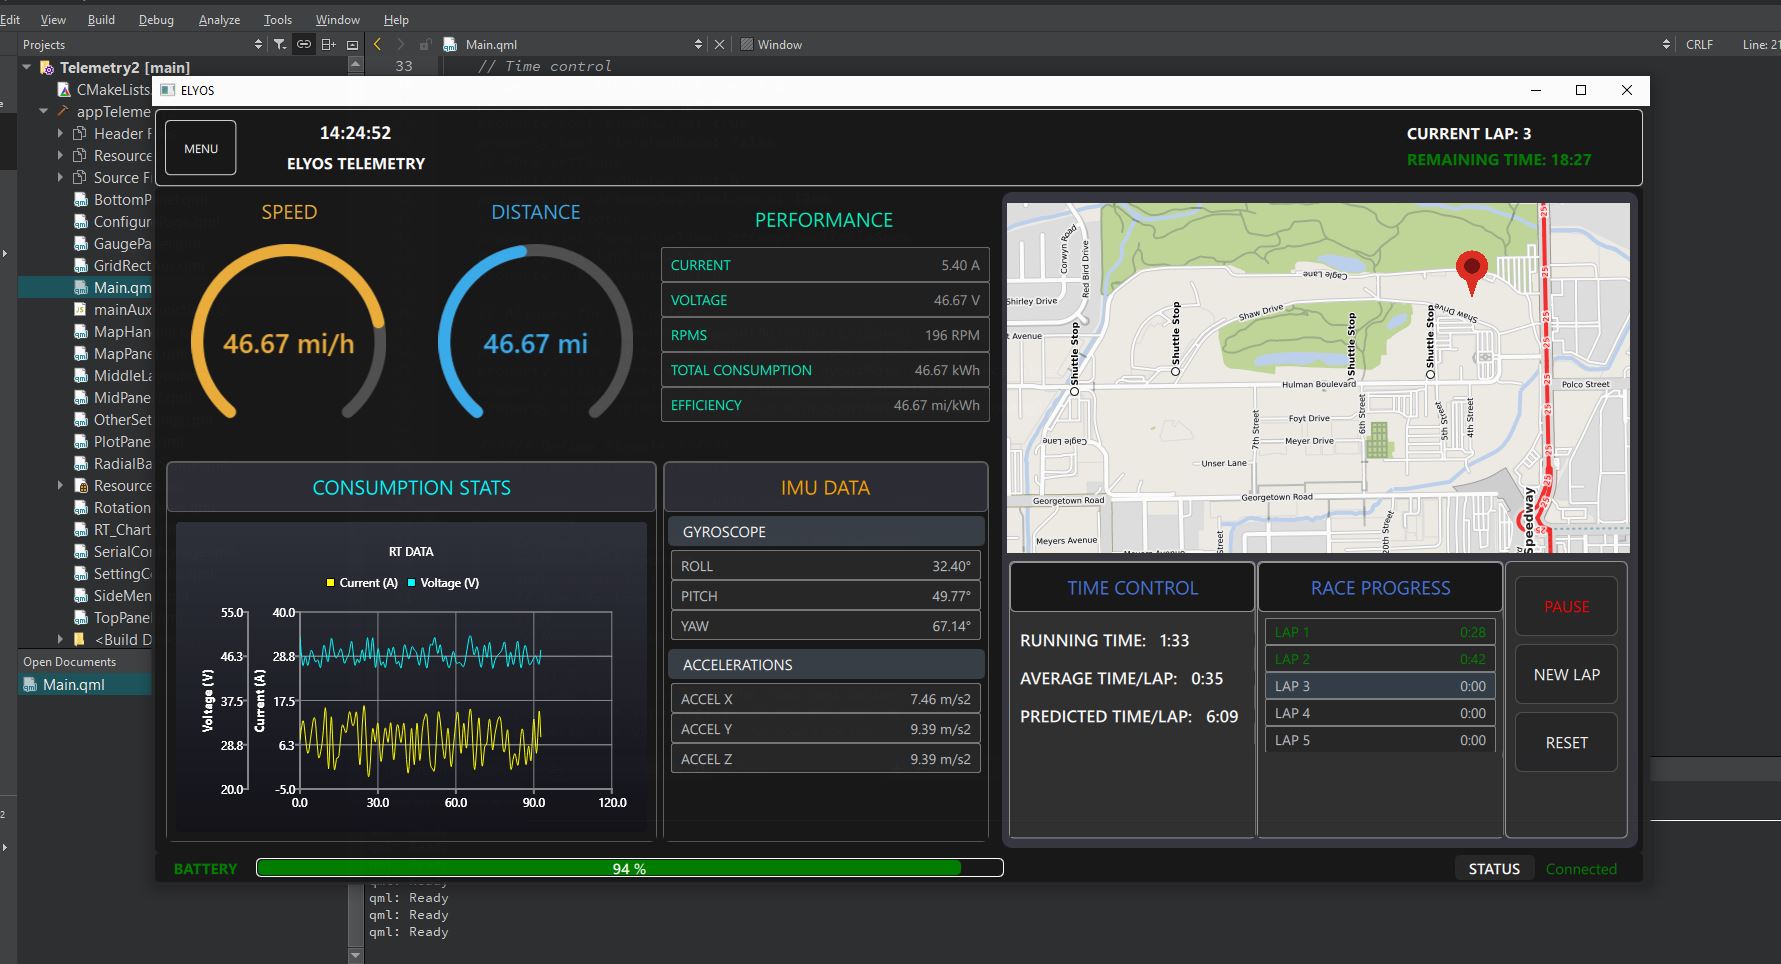 Edit View Build Debug Analyze Tools Window Help
Projects
Main.qml
Window
CRLF
Line: 21
Telemetry2 [main]
CMakeLists
appTeleme
Header F
Resource
Source Fi
BottomP
Configur
GaugePa
GridRect
Main.qm
mainAux
MapHan
MapPane
MiddleLa
MidPane
OtherSet
PlotPane
RadialBa
Resource
Rotation
RT_Chart
SerialCo
SettingC
SideMen
TopPane
<Build D
Open Documents
Main.qml
33 // Time control
ELYOS
MENU
14:24:52
ELYOS TELEMETRY
CURRENT LAP: 3
REMAINING TIME: 18:27
SPEED
46.67 mi/h
DISTANCE
46.67 mi
PERFORMANCE
CURRENT 5.40 A
VOLTAGE 46.67 V
RPMS 196 RPM
TOTAL CONSUMPTION 46.67 kWh
EFFICIENCY 46.67 mi/kWh
Corwyn Road
Red Bird Drive
Shirley Drive
Avenue
Shuttle Stop
Shuttle Stop
Shuttle Stop
Shuttle Stop
Cagle Lane
Shaw Drive
Shaw Drive
Hulman Boulevard
Polco Street
Foyt Drive
Meyer Drive
7th Street
6th Street
5th Street
4th Street
Cagle Lane
Unser Lane
Georgetown Road
Georgetown Road
Meyers Avenue
Street
20th Street
Speedway
25
25
25
25
25
25
CONSUMPTION STATS
RT DATA
Current (A) Voltage (V)
55.0 40.0
46.3 28.8
37.5 17.5
28.8 6.3
20.0 -5.0
Voltage (V)
Current (A)
0.0 30.0 60.0 90.0 120.0
IMU DATA
GYROSCOPE
ROLL 32.40°
PITCH 49.77°
YAW 67.14°
ACCELERATIONS
ACCEL X 7.46 m/s2
ACCEL Y 9.39 m/s2
ACCEL Z 9.39 m/s2
TIME CONTROL
RUNNING TIME: 1:33
AVERAGE TIME/LAP: 0:35
PREDICTED TIME/LAP: 6:09
RACE PROGRESS
LAP 1 0:28
LAP 2 0:42
LAP 3 0:00
LAP 4 0:00
LAP 5 0:00
PAUSE
NEW LAP
RESET
BATTERY
94 %
STATUS
Connected
qml: Ready
qml: Ready
qml: Ready
qml: Ready